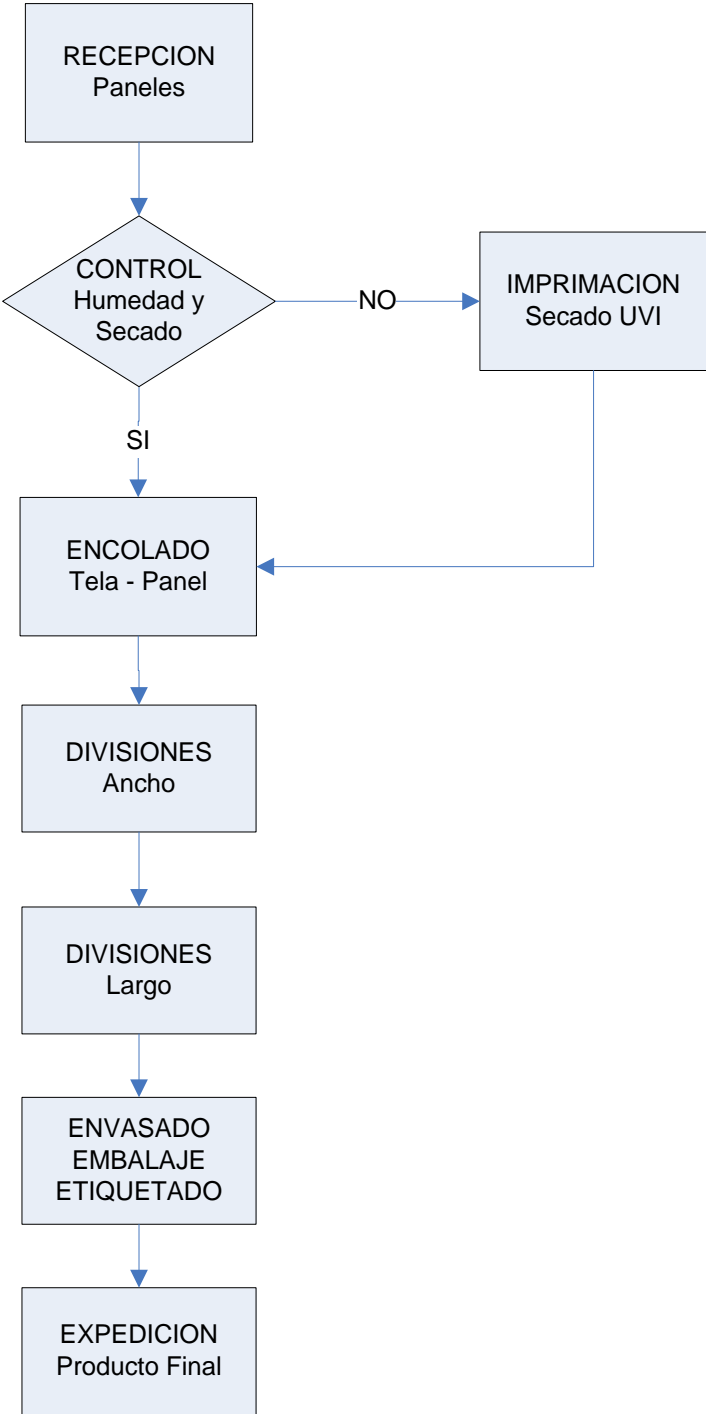 RECEPCION
Paneles
CONTROL
Humedad y
Secado
NO
IMPRIMACION
Secado UVI
SI
ENCOLADO
Tela - Panel
DIVISIONES
Ancho
DIVISIONES
Largo
ENVASADO
EMBALAJE
ETIQUETADO
EXPEDICION
Producto Final